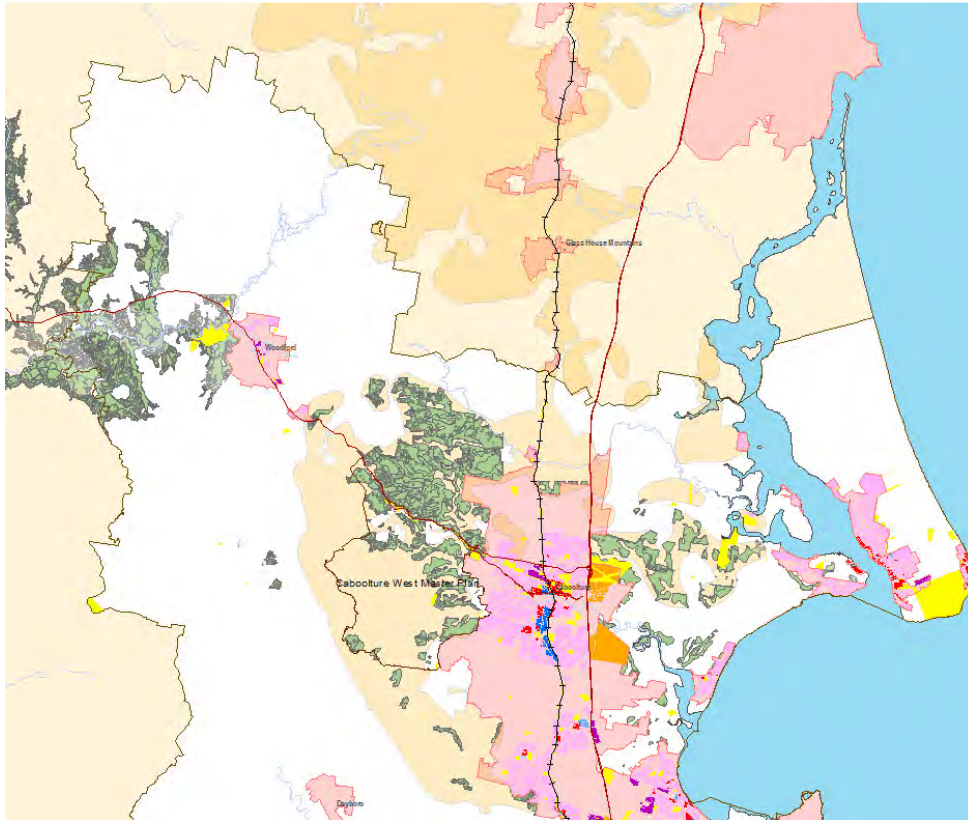 Glass House Mountains
Woodford
Caboolture West Master Plan
Caboolture
Dayboro